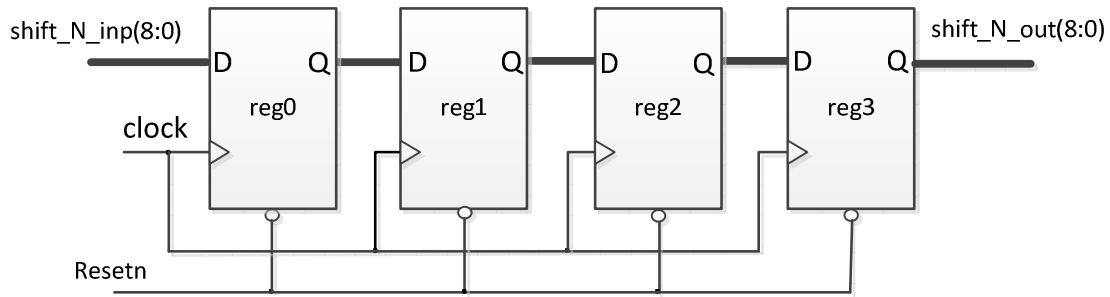 shift_N_inp(8:0)
shift_N_out(8:0)
D Q D Q D Q D Q
reg0 reg1 reg2 reg3
clock
Resetn